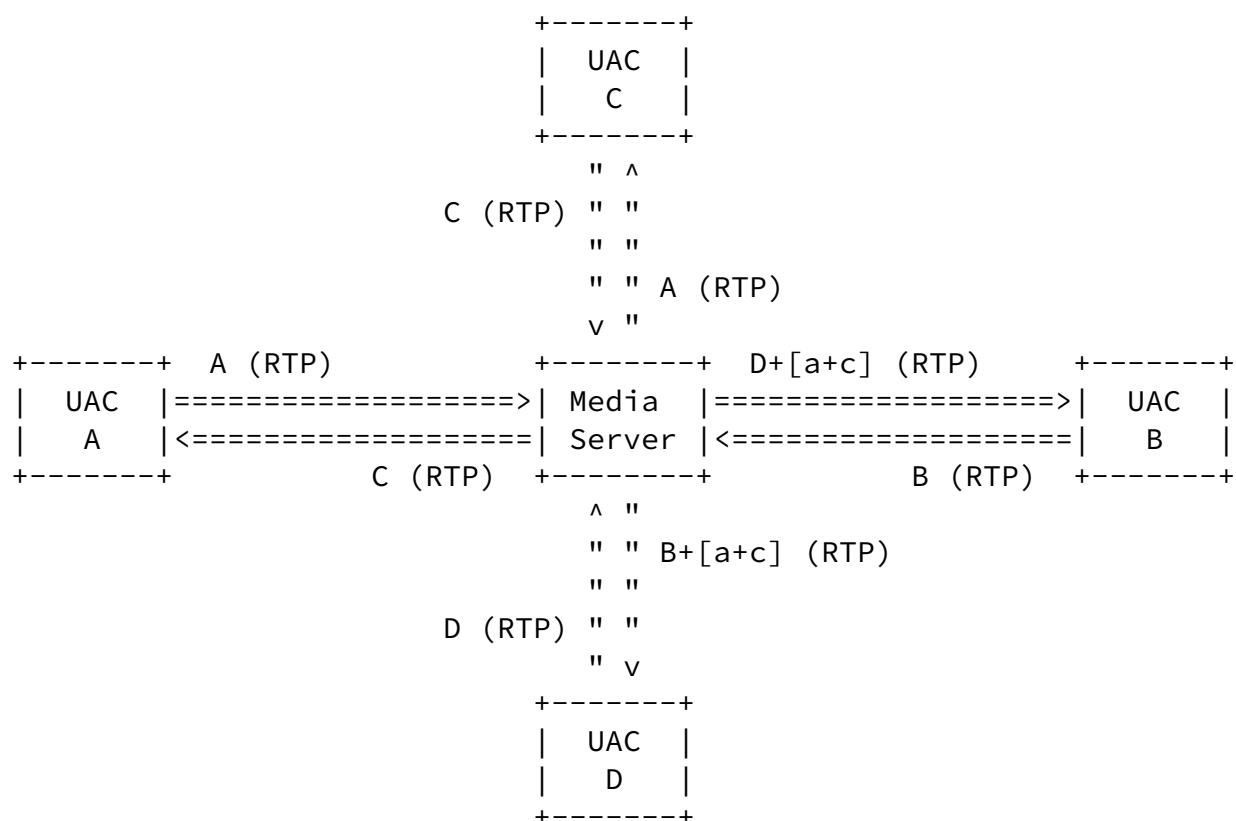 +-------+
|  UAC  |
|   C   |
+-------+
" ^
C (RTP) " "
" "
" " A (RTP)
v "
+-------+  A (RTP)          +--------+  D+[a+c] (RTP)     +-------+
|  UAC  |===================>| Media  |===================>|  UAC  |
|   A   |<===================| Server |<===================|   B   |
+-------+          C (RTP)  +--------+           B (RTP)  +-------+
^ "
" " B+[a+c] (RTP)
" "
D (RTP) " "
" v
+-------+
|  UAC  |
|   D   |
+-------+